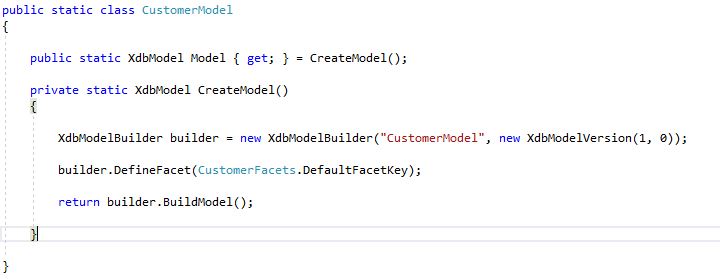 public static class CustomerModel
{
public static XdbModel Model { get; } = CreateModel();
private static XdbModel CreateModel()
{
XdbModelBuilder builder = new XdbModelBuilder("CustomerModel", new XdbModelVersion(1, 0));
builder.DefineFacet(CustomerFacets.DefaultFacetKey);
return builder.BuildModel();
}
}